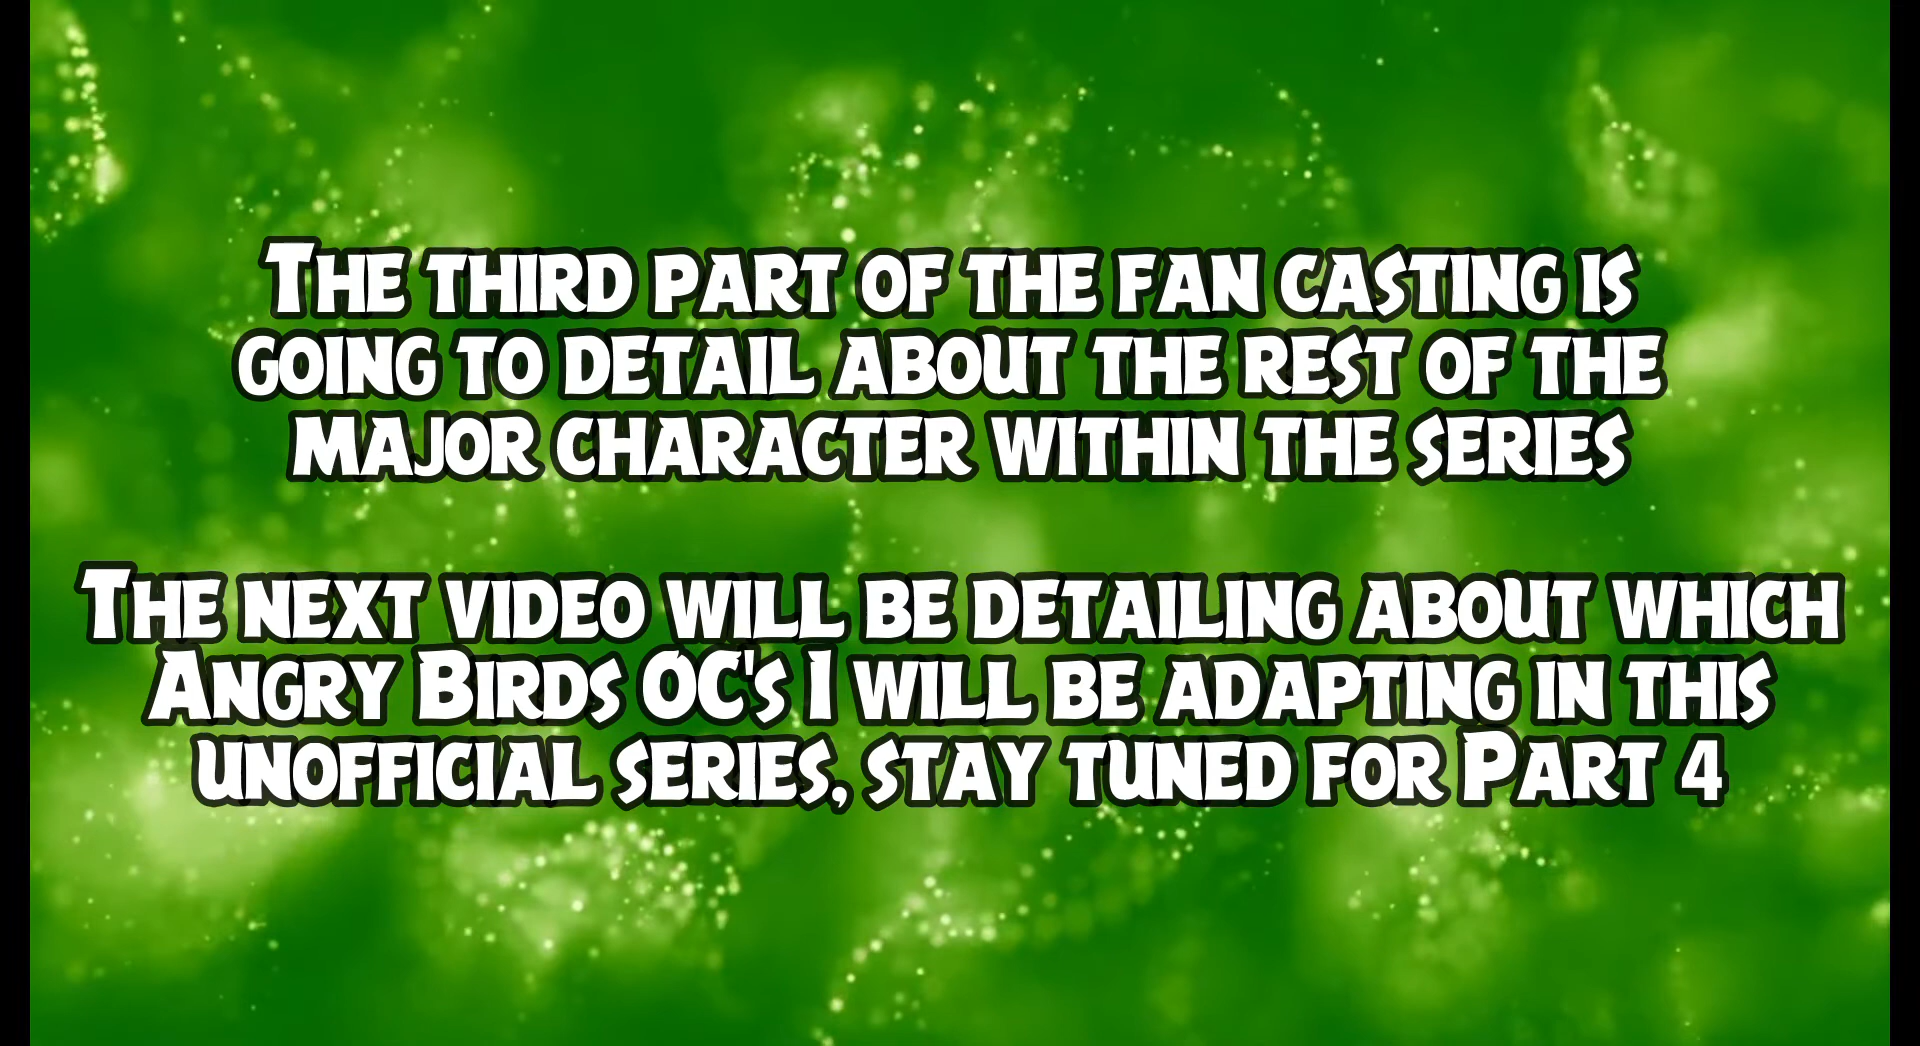 The third part of the fan casting is
going to detail about the rest of the
major character within the series
The next video will be detailing about which
Angry Birds OC's I will be adapting in this
unofficial series, stay tuned for Part 4